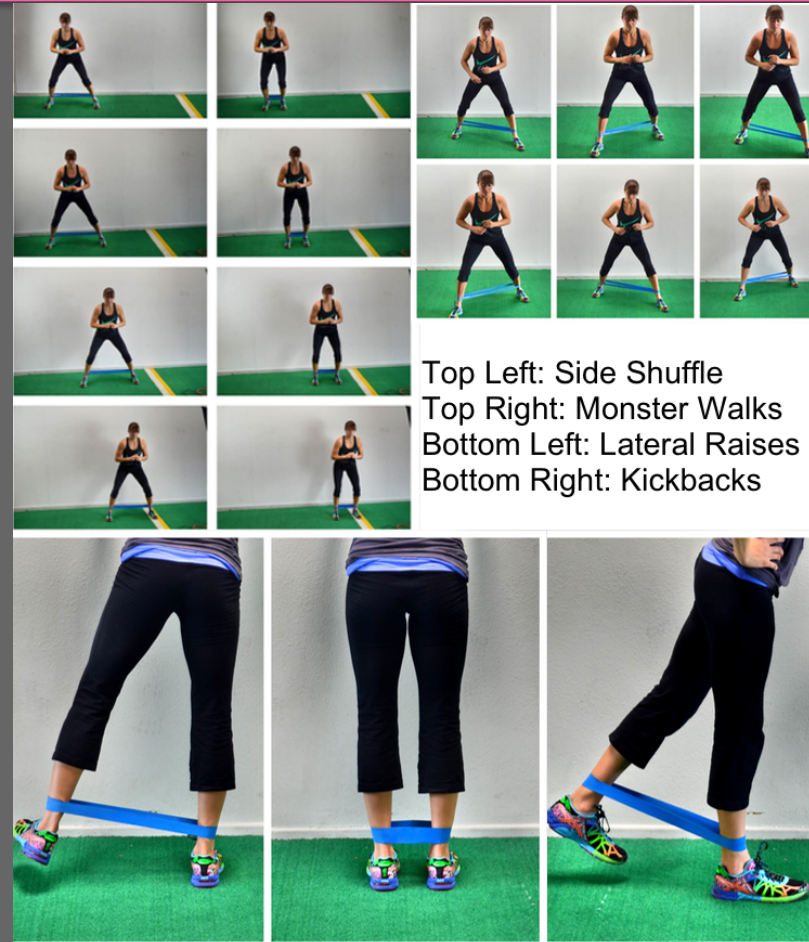 Top Left: Side Shuffle
Top Right: Monster Walks
Bottom Left: Lateral Raises
Bottom Right: Kickbacks